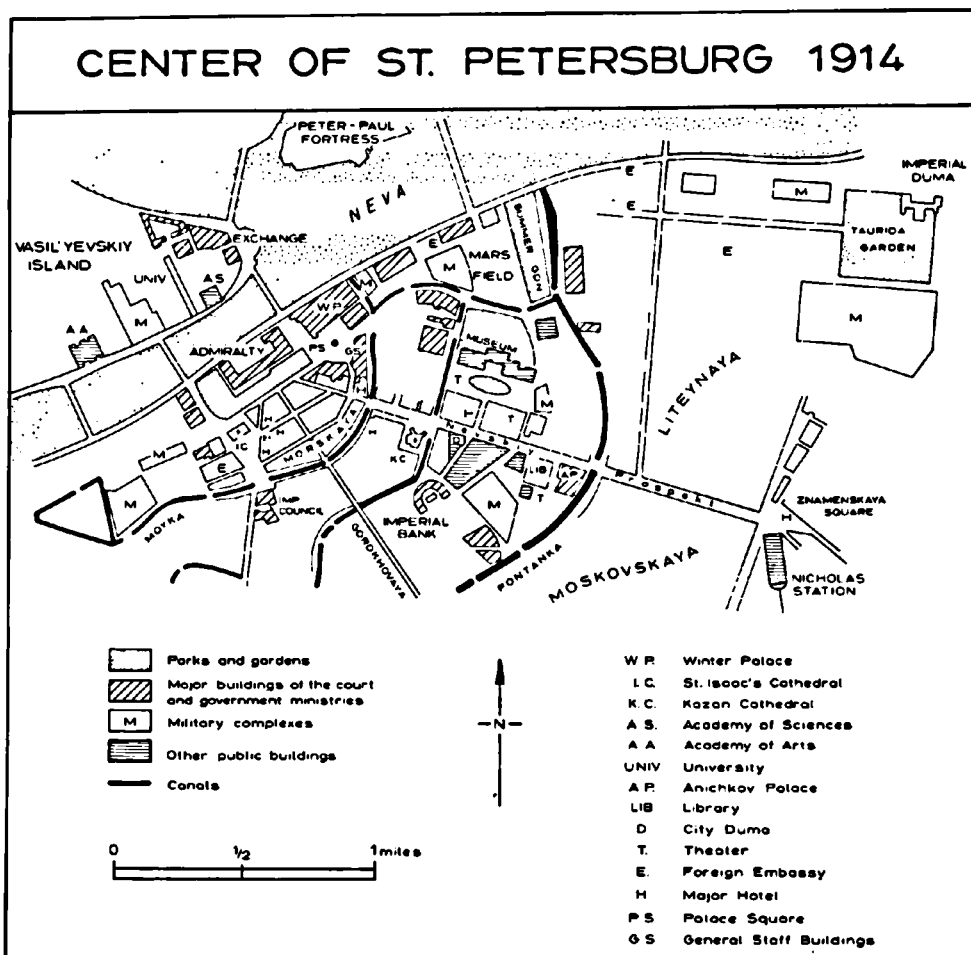 CENTER OF ST. PETERSBURG 1914
PETER-PAUL
FORTRESS
NEVA
IMPERIAL
DUMA
E
M
E
TAURIDA
GARDEN
EXCHANGE
VASIL'YEVSKIY
ISLAND
UNIV
A S
M
A A
E
M
MARS
FIELD
SUMMER
GDN
E
M
W P
M
ADMIRALTY
PS
GS
MUSEUM
T
M
T
T
LITEYNAYA
H
H
H
H
I C
MORSKAYA
H
KC
Nevskiy
Prospekt
D
LIB
AP
T
M
E
M
MOYKA
IMP
COUNCIL
GOROKHOVAYA
IMPERIAL
BANK
M
FONTANKA
MOSKOVSKAYA
ZNAMENSKAYA
SQUARE
H
NICHOLAS
STATION
Parks and gardens
Major buildings of the court
and government ministries
M Military complexes
Other public buildings
Canals
N
0 1/2 1 miles
W P. Winter Palace
I. C. St. Isaac's Cathedral
K. C. Kazan Cathedral
A S. Academy of Sciences
A A Academy of Arts
UNIV University
A P. Anichkov Palace
LIB Library
D City Duma
T. Theater
E. Foreign Embassy
H Major Hotel
P S Palace Square
G S General Staff Buildings